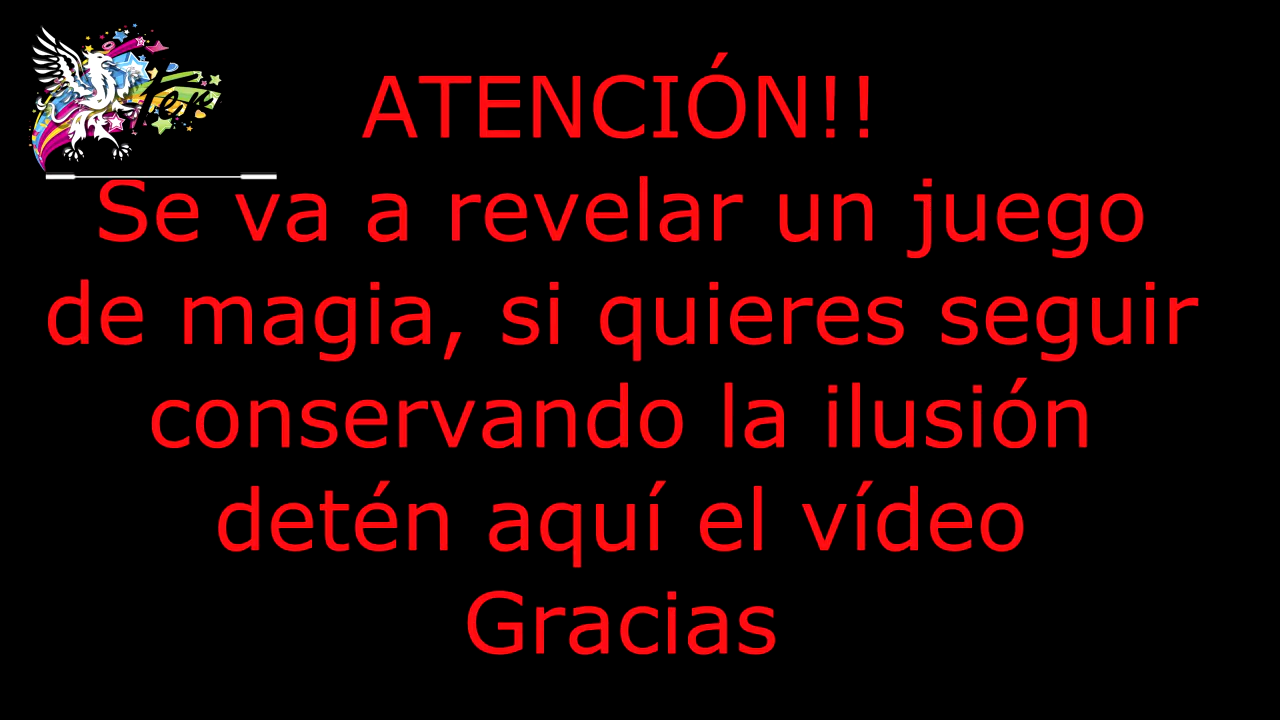 ATENCIÓN!!
Se va a revelar un juego
de magia, si quieres seguir
conservando la ilusión
detén aquí el vídeo
Gracias